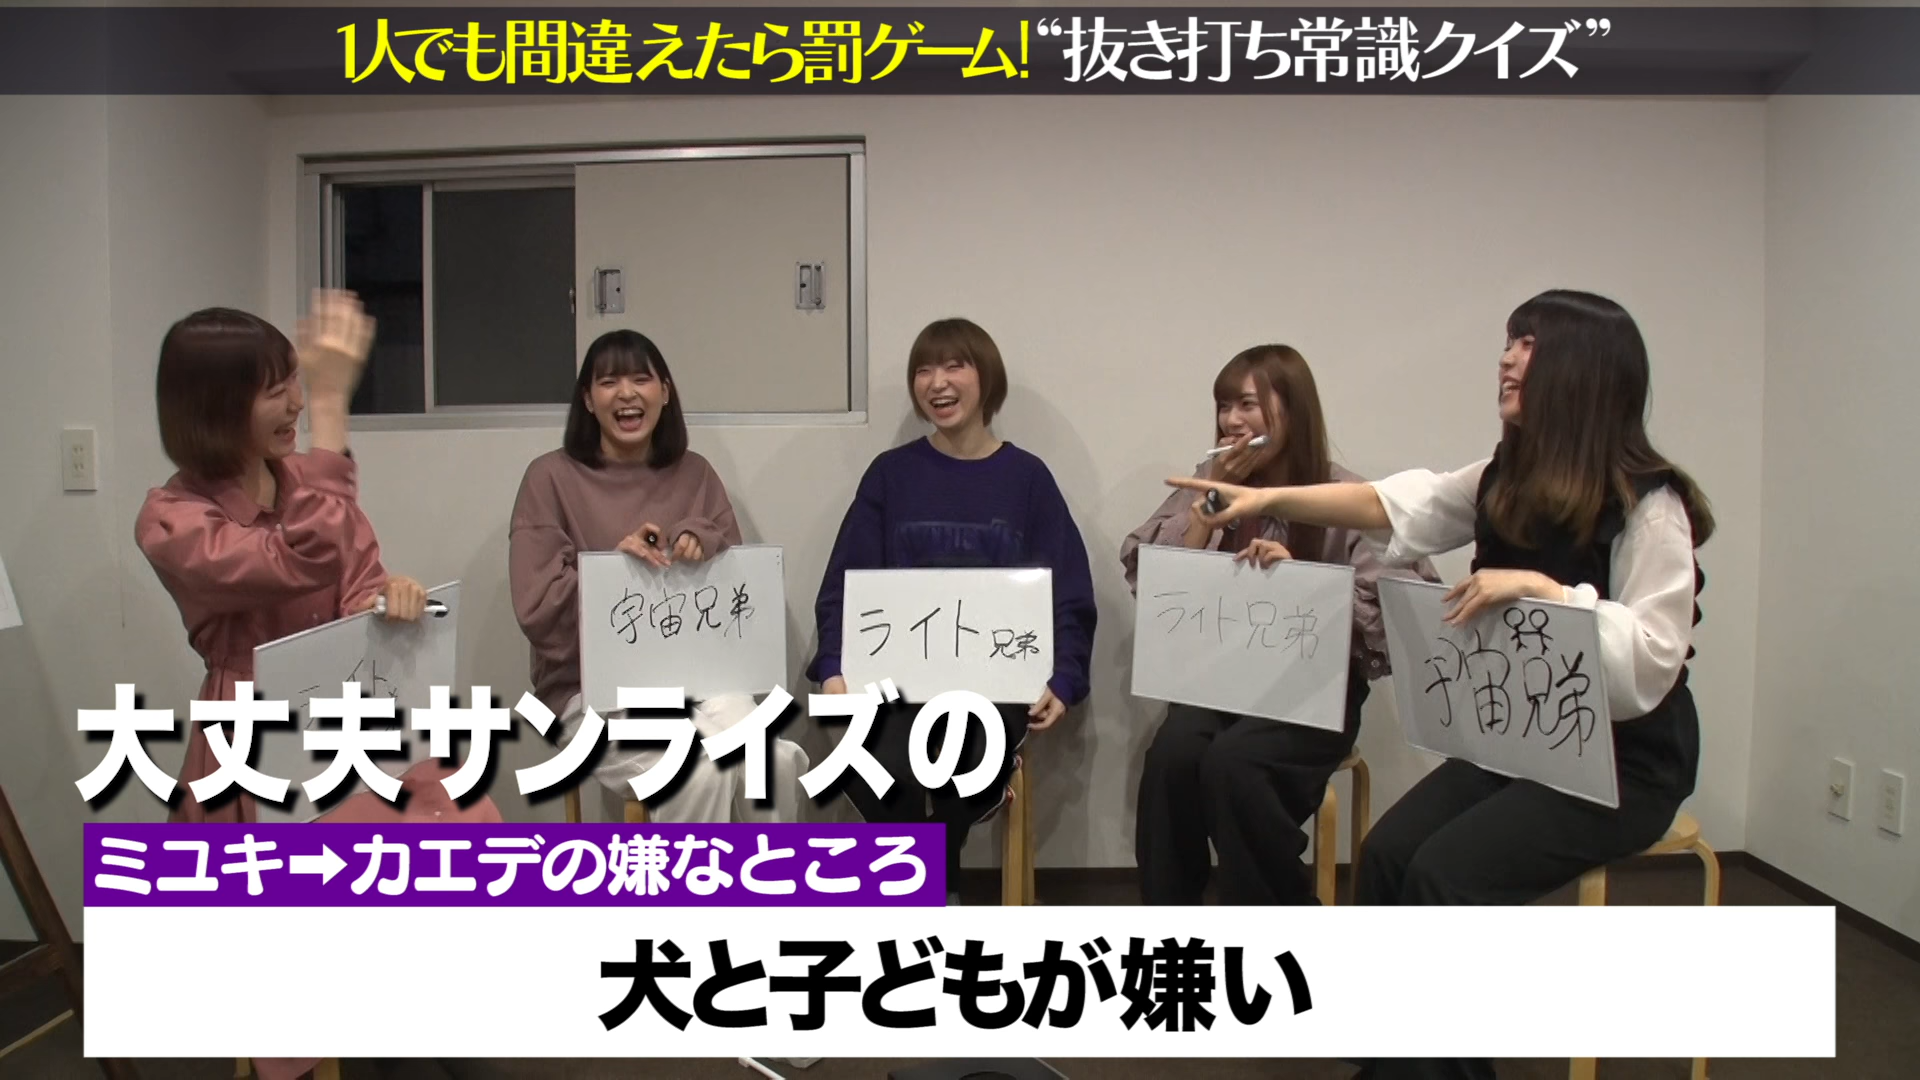 1人でも間違えたら罰ゲーム!“抜き打ち常識クイズ”
宇宙兄弟
ライト兄弟
ライト兄弟
宇宙兄弟
ライト
大丈夫サンライズの
ミユキ➡カエデの嫌なところ
犬と子どもが嫌い